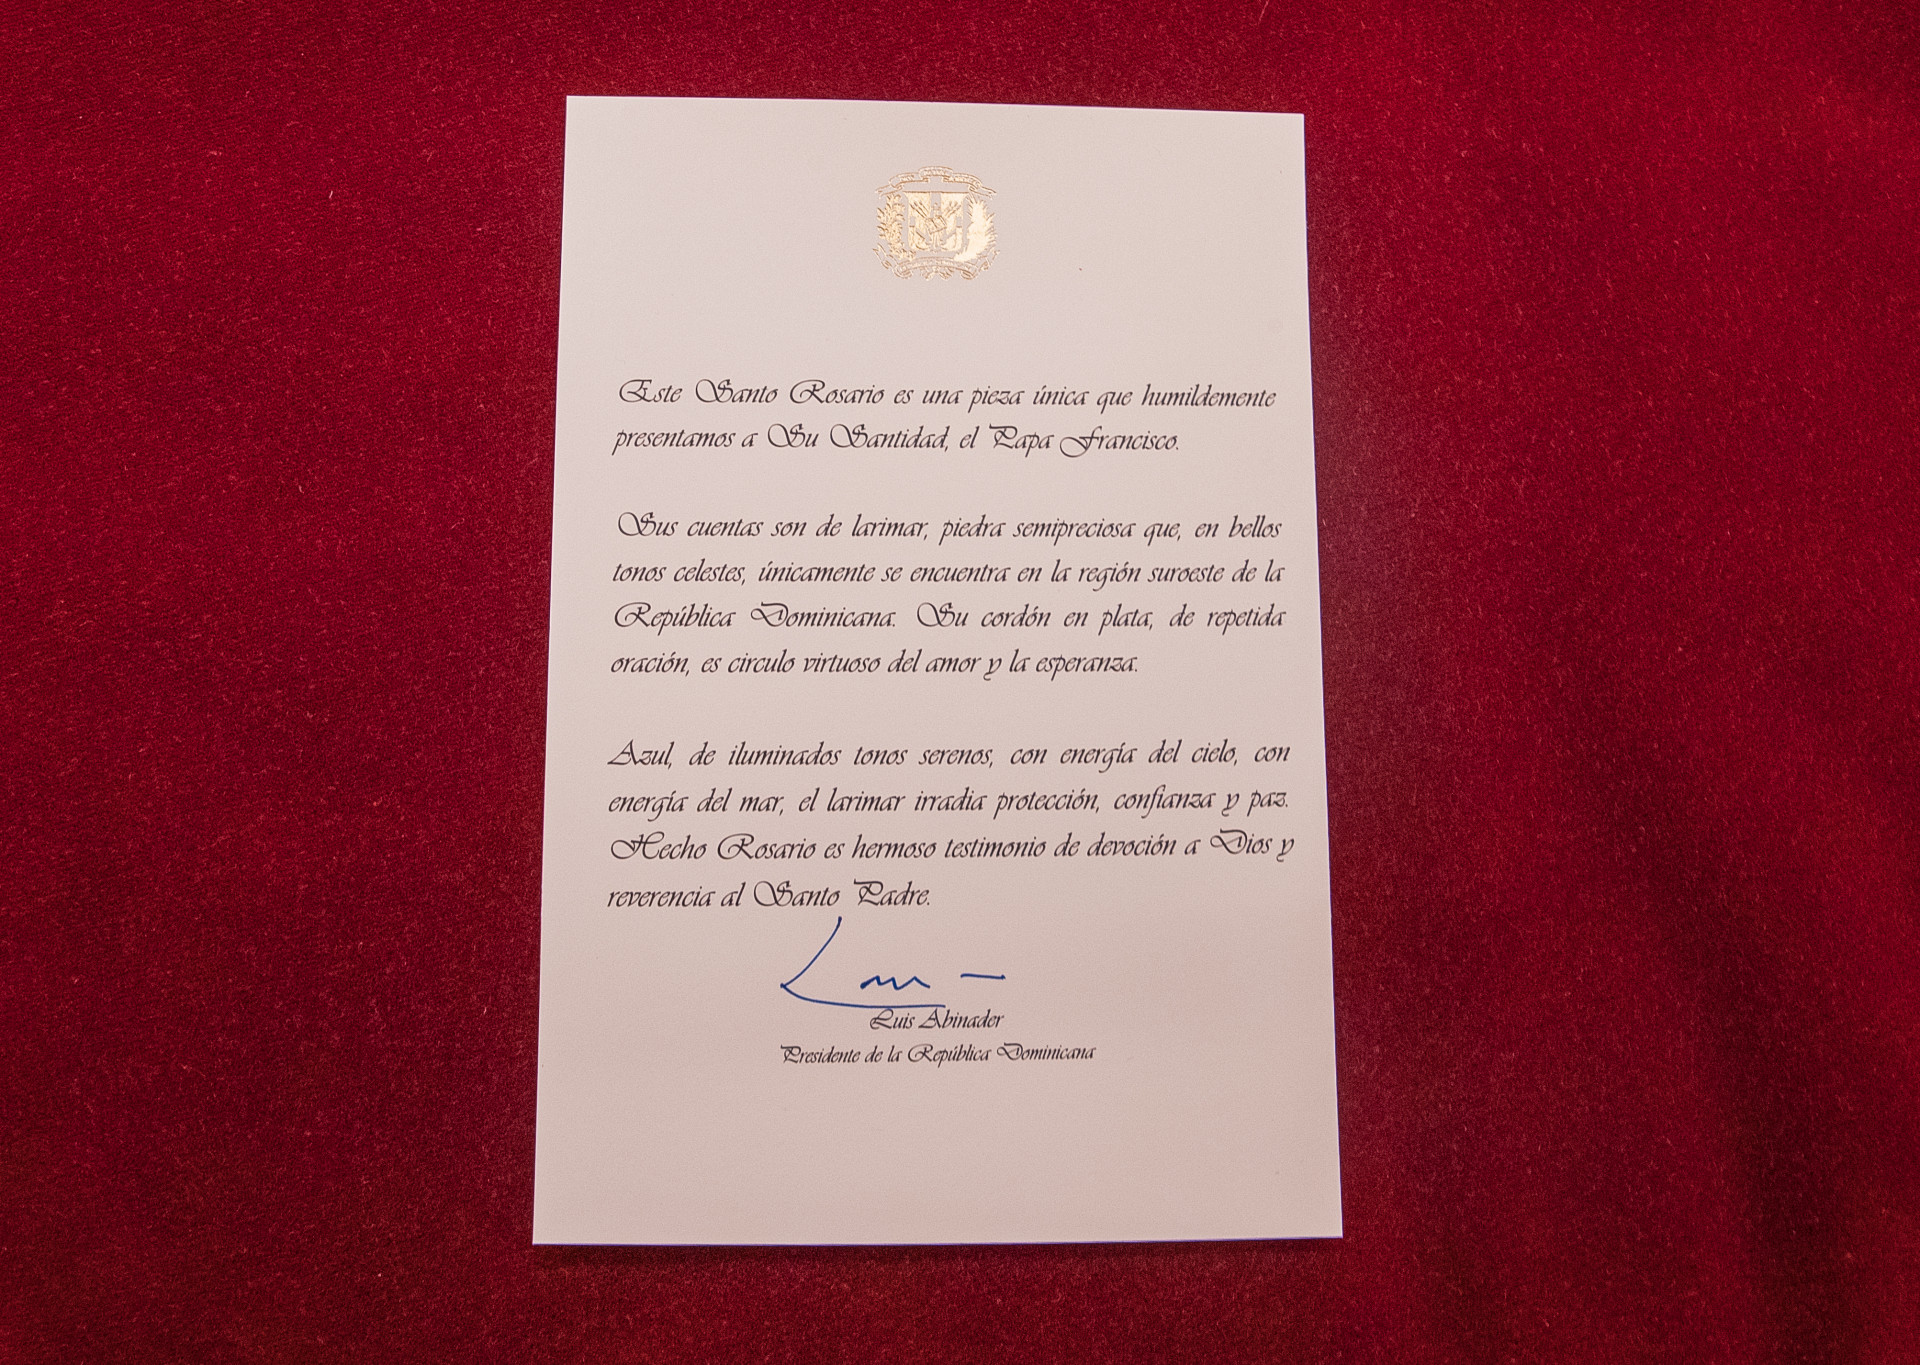 Este Santo Rosario es una pieza única que humildemente
presentamos a Su Santidad, el Papa Francisco.
Sus cuentas son de larimar, piedra semipreciosa que, en bellos
tonos celestes, únicamente se encuentra en la región suroeste de la
República Dominicana. Su cordón en plata, de repetida
oración, es circulo virtuoso del amor y la esperanza.
Azul, de iluminados tonos serenos, con energía del cielo, con
energía del mar, el larimar irradia protección, confianza y paz.
Hecho Rosario es hermoso testimonio de devoción a Dios y
reverencia al Santo Padre.
Luis Abinader
Presidente de la República Dominicana